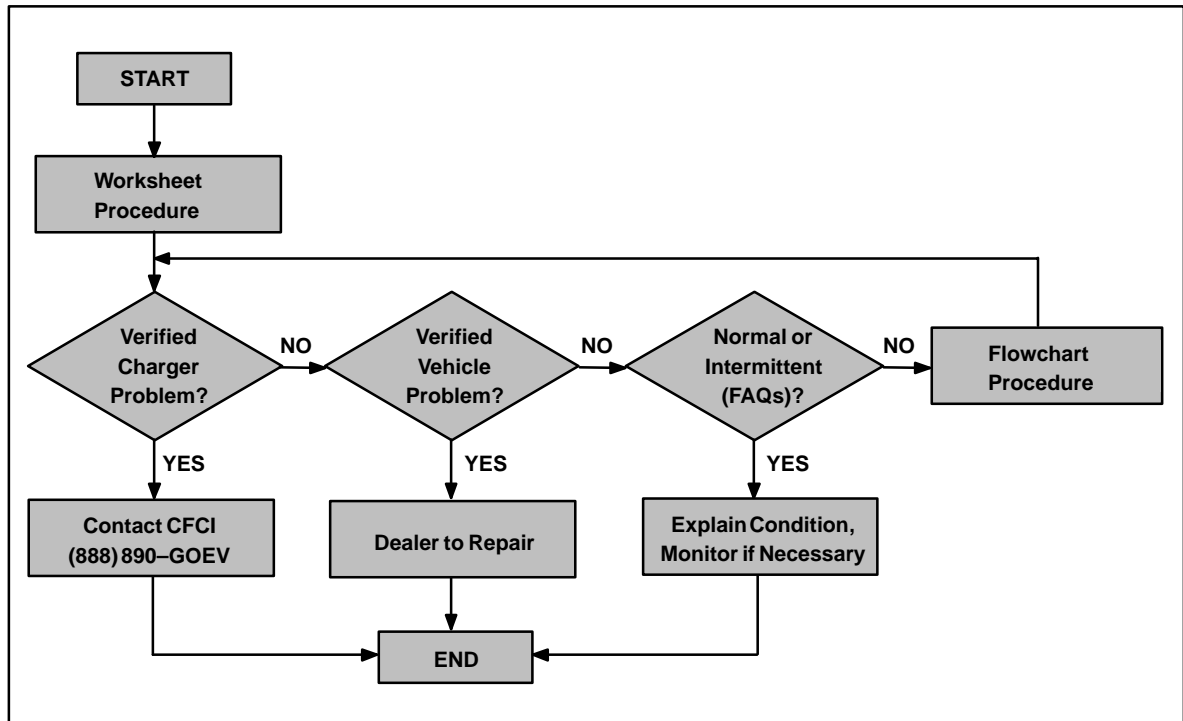 START
Worksheet
Procedure
Verified
Charger
Problem?
NO
Verified
Vehicle
Problem?
NO
Normal or
Intermittent
(FAQs)?
NO
Flowchart
Procedure
YES
YES
YES
Contact CFCI
(888) 890–GOEV
Dealer to Repair
Explain Condition,
Monitor if Necessary
END